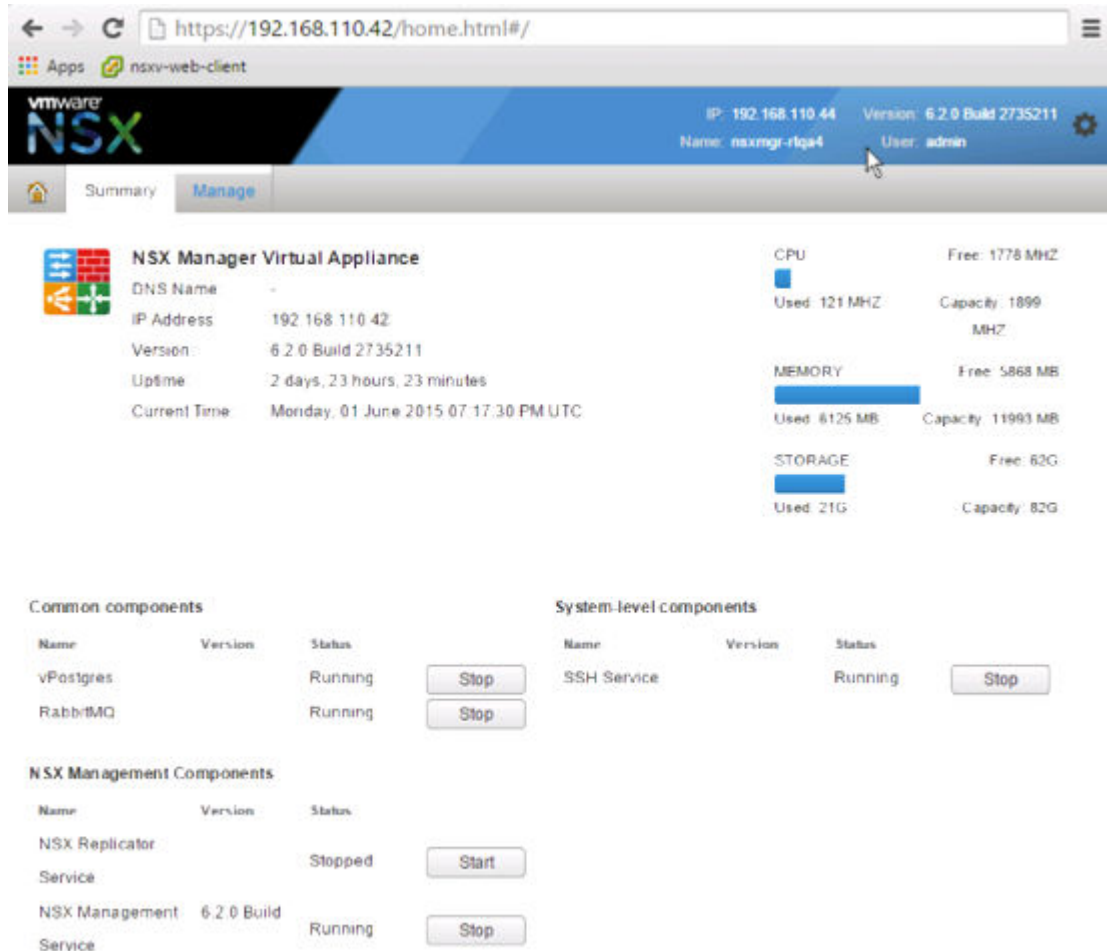 https://192.168.110.42/home.html#/
Apps nsxv-web-client
vmware
NSX
IP: 192.168.110.44 Version: 6.2.0 Build 2735211
Name: nsxmgr-rlqa4 User: admin
Summary Manage
NSX Manager Virtual Appliance
DNS Name -
IP Address 192.168.110.42
Version 6.2.0 Build 2735211
Uptime 2 days, 23 hours, 23 minutes
Current Time Monday, 01 June 2015 07:17:30 PM UTC
CPU Free: 1778 MHZ
Used: 121 MHZ Capacity: 1899
MHZ
MEMORY Free: 5868 MB
Used: 6125 MB Capacity: 11993 MB
STORAGE Free: 62G
Used: 21G Capacity: 82G
Common components
Name Version Status
vPostgres Running Stop
RabbitMQ Running Stop
System-level components
Name Version Status
SSH Service Running Stop
NSX Management Components
Name Version Status
NSX Replicator
Service
Stopped Start
NSX Management 6.2.0 Build
Service
Running Stop